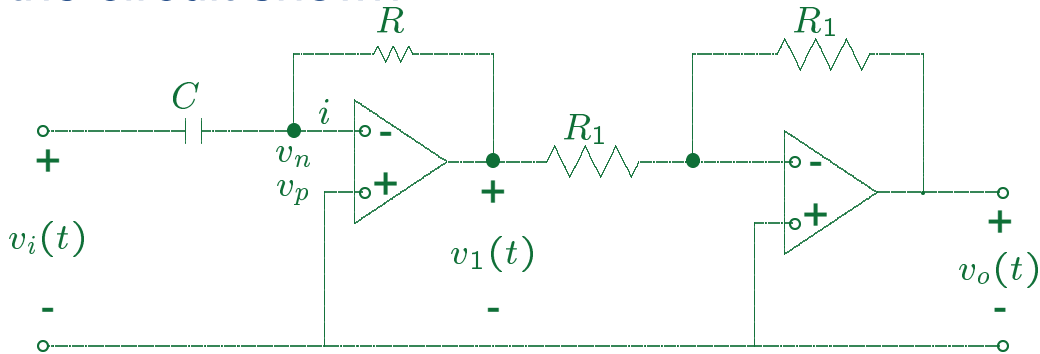 R
R₁
C
i
R₁
vₙ
vₚ
-
+
-
+
+
+
+
vᵢ(t)
v₁(t)
vₒ(t)
-
-
-